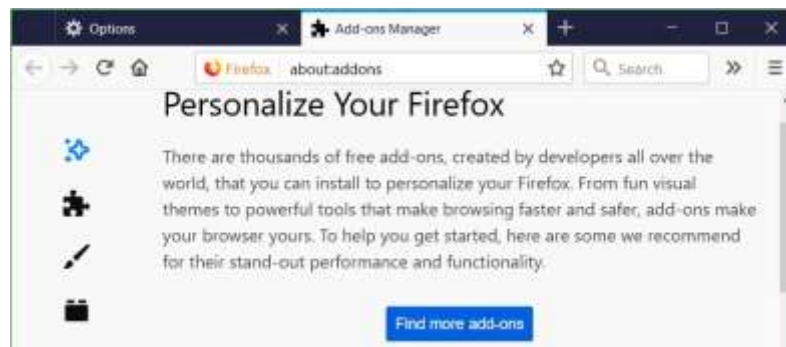 Options
Add-ons Manager
Firefox about:addons
Search
Personalize Your Firefox
There are thousands of free add-ons, created by developers all over the
world, that you can install to personalize your Firefox. From fun visual
themes to powerful tools that make browsing faster and safer, add-ons make
your browser yours. To help you get started, here are some we recommend
for their stand-out performance and functionality.
Find more add-ons